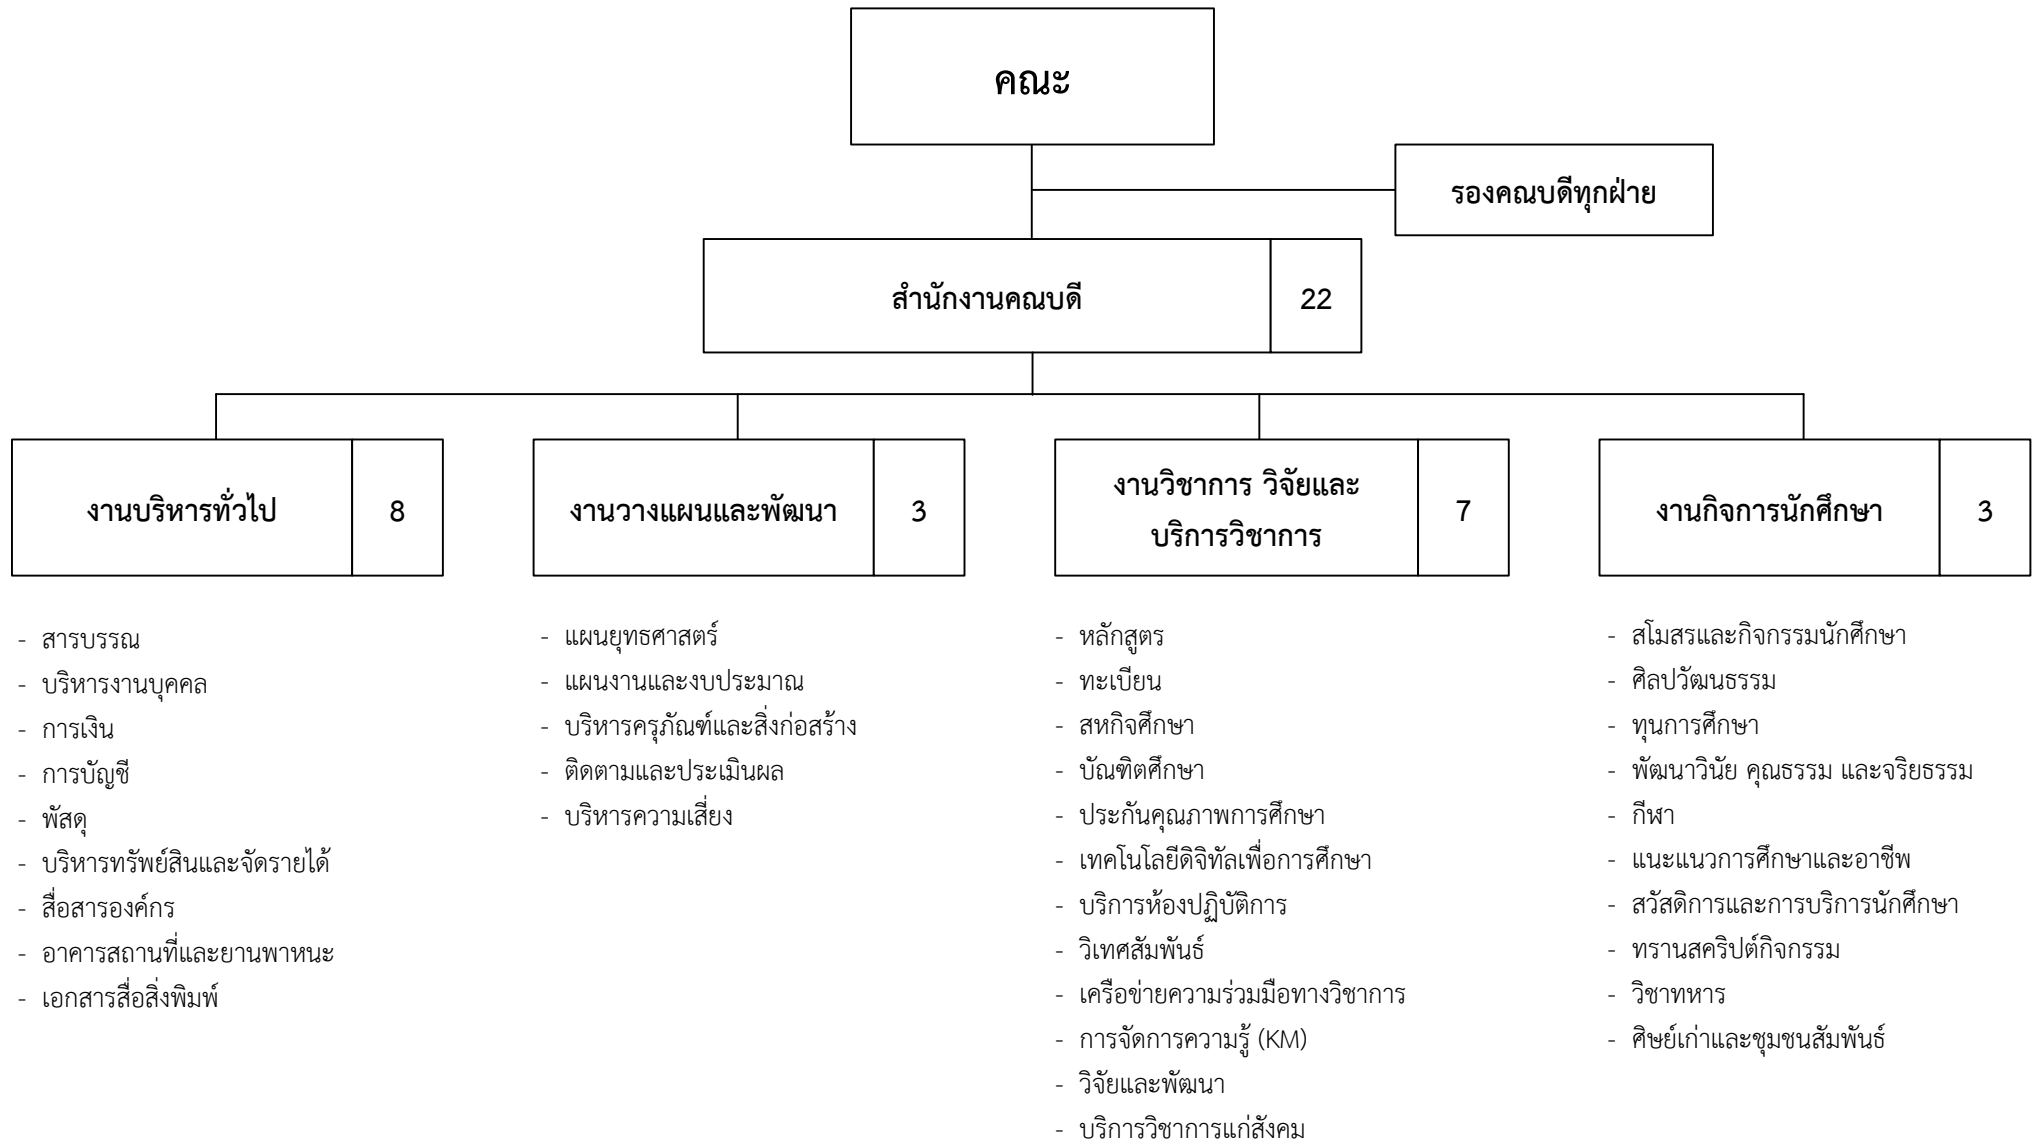 คณะ
รองคณบดีทุกฝ่าย
สำนักงานคณบดี
22
งานบริหารทั่วไป
8
- สารบรรณ
- บริหารงานบุคคล
- การเงิน
- การบัญชี
- พัสดุ
- บริหารทรัพย์สินและจัดรายได้
- สื่อสารองค์กร
- อาคารสถานที่และยานพาหนะ
- เอกสารสื่อสิ่งพิมพ์
งานวางแผนและพัฒนา
3
- แผนยุทธศาสตร์
- แผนงานและงบประมาณ
- บริหารครุภัณฑ์และสิ่งก่อสร้าง
- ติดตามและประเมินผล
- บริหารความเสี่ยง
งานวิชาการ วิจัยและ
บริการวิชาการ
7
- หลักสูตร
- ทะเบียน
- สหกิจศึกษา
- บัณฑิตศึกษา
- ประกันคุณภาพการศึกษา
- เทคโนโลยีดิจิทัลเพื่อการศึกษา
- บริการห้องปฏิบัติการ
- วิเทศสัมพันธ์
- เครือข่ายความร่วมมือทางวิชาการ
- การจัดการความรู้ (KM)
- วิจัยและพัฒนา
- บริการวิชาการแก่สังคม
งานกิจการนักศึกษา
3
- สโมสรและกิจกรรมนักศึกษา
- ศิลปวัฒนธรรม
- ทุนการศึกษา
- พัฒนาวินัย คุณธรรม และจริยธรรม
- กีฬา
- แนะแนวการศึกษาและอาชีพ
- สวัสดิการและการบริการนักศึกษา
- ทรานสคริปต์กิจกรรม
- วิชาทหาร
- ศิษย์เก่าและชุมชนสัมพันธ์